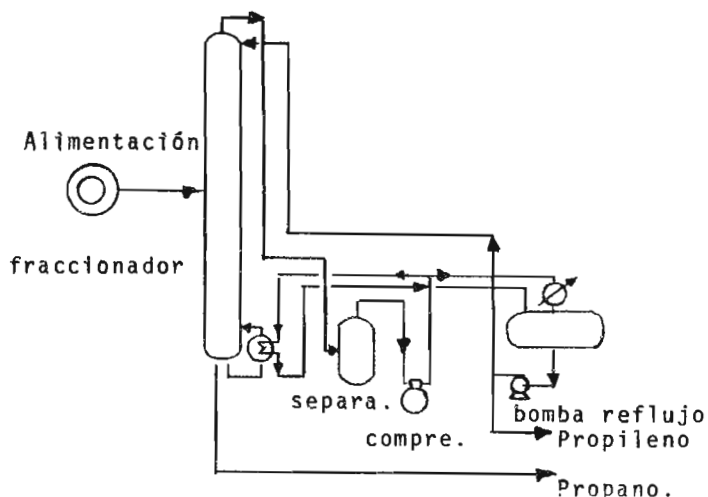 Alimentación
fraccionador
separa.
compre.
bomba reflujo
Propileno
Propano.